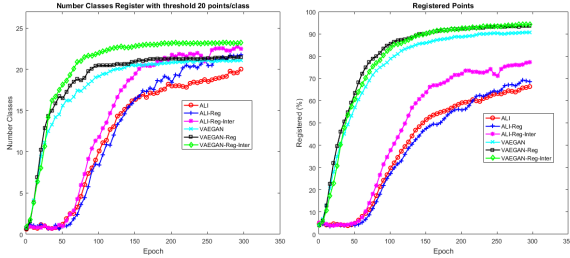 Number Classes Register with threshold 20 points/class
Number Classes
25
20
15
10
5
0
0 50 100 150 200 250 300 350
Epoch
ALI
ALI-Reg
ALI-Reg-Inter
VAEGAN
VAEGAN-Reg
VAEGAN-Reg-Inter
Registered Points
Registered (%)
100
90
80
70
60
50
40
30
20
10
0
0 50 100 150 200 250 300 350
Epoch
ALI
ALI-Reg
ALI-Reg-Inter
VAEGAN
VAEGAN-Reg
VAEGAN-Reg-Inter